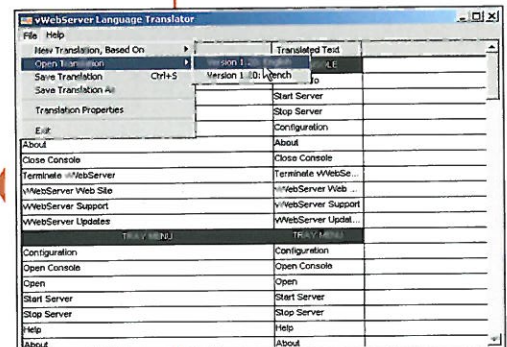 vWebServer Language Translator
File Help
New Translation, Based On
Open Translation
Save Translation Ctrl+S
Save Translation As
Translation Properties
Exit
Version 1.20: English
Version 1.20: French
Translated Text
Start Server
Stop Server
Configuration
About About
Close Console Close Console
Terminate vWebServer Terminate vWebSe...
vWebServer Web Site vWebServer Web ...
vWebServer Support vWebServer Support
vWebServer Updates vWebServer Updat...
TRAY MENU TRAY MENU
Configuration Configuration
Open Console Open Console
Open Open
Start Server Start Server
Stop Server Stop Server
Help Help
About About